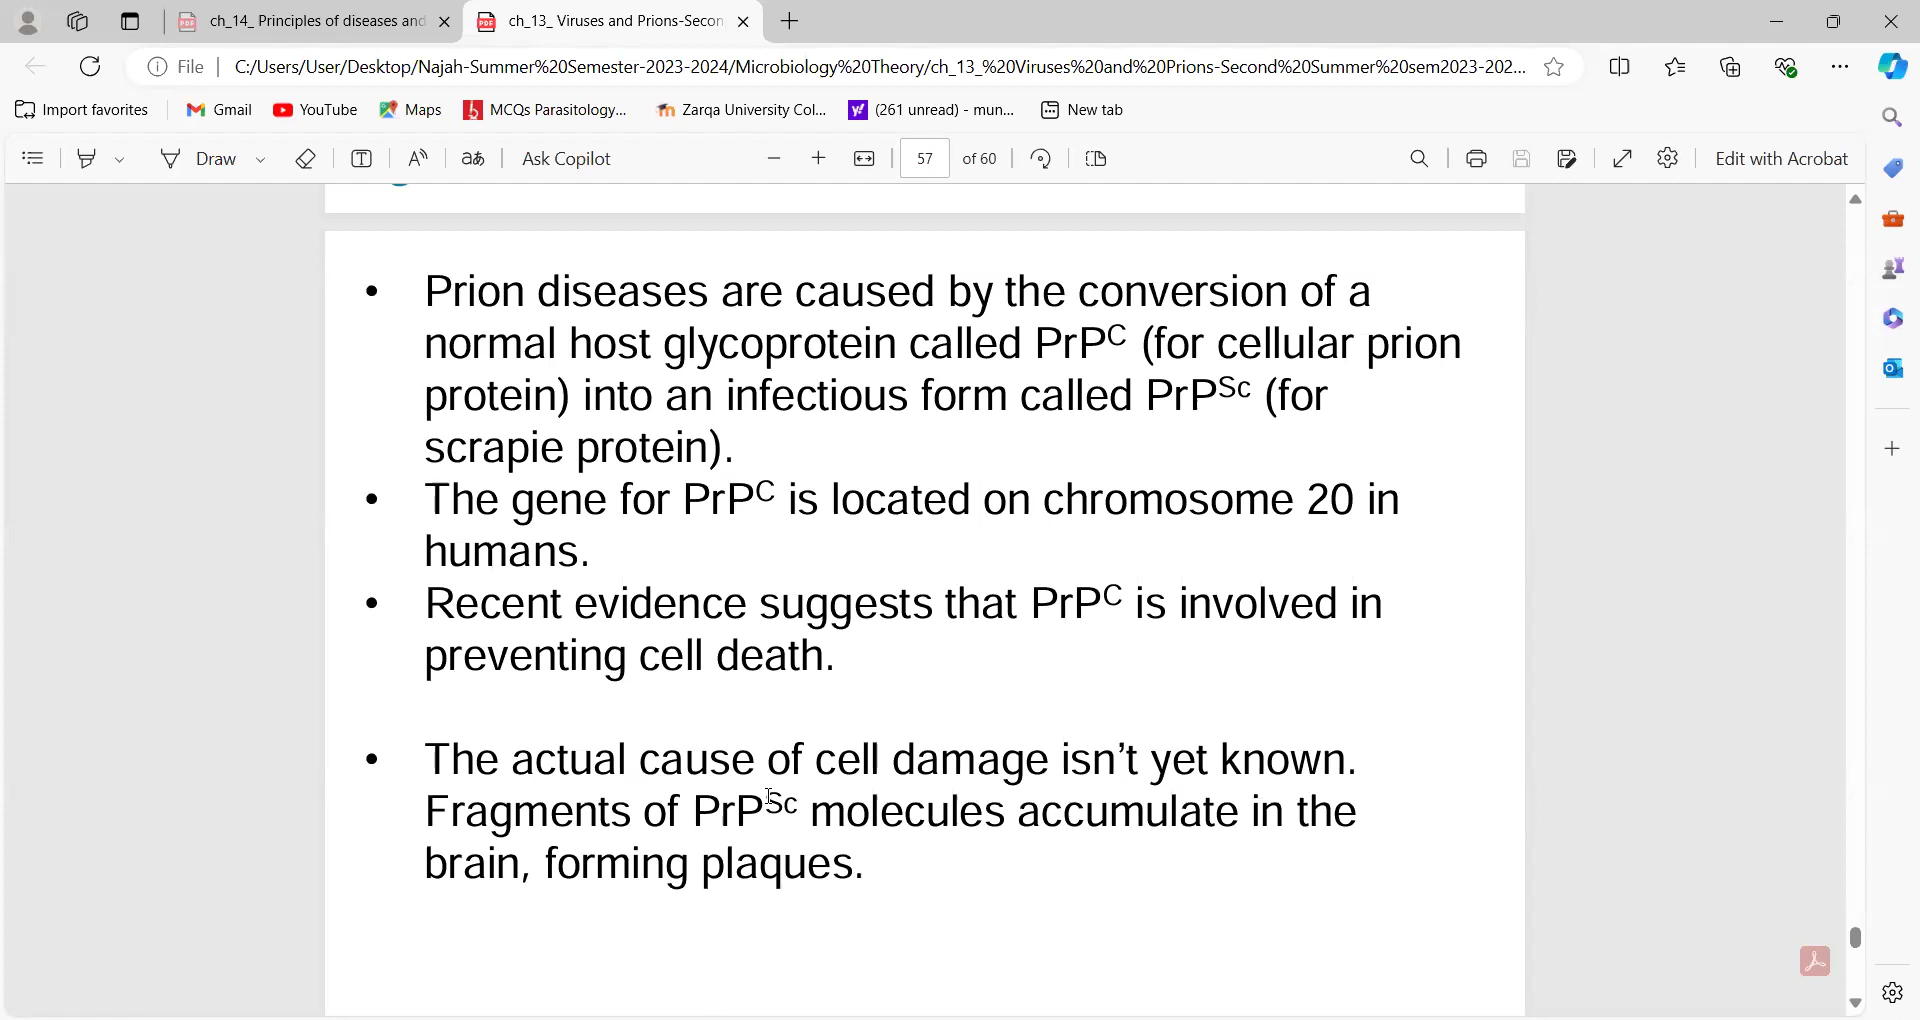 ch_14_ Principles of diseases and
ch_13_ Viruses and Prions-Secon
File
C:/Users/User/Desktop/Najah-Summer%20Semester-2023-2024/Microbiology%20Theory/ch_13_%20Viruses%20and%20Prions-Second%20Summer%20sem2023-202...
Import favorites
Gmail
YouTube
Maps
MCQs Parasitology...
Zarqa University Col...
(261 unread) - mun...
New tab
Draw
Ask Copilot
57 of 60
Edit with Acrobat
• Prion diseases are caused by the conversion of a
normal host glycoprotein called PrPC (for cellular prion
protein) into an infectious form called PrPSc (for
scrapie protein).
• The gene for PrPC is located on chromosome 20 in
humans.
• Recent evidence suggests that PrPC is involved in
preventing cell death.
• The actual cause of cell damage isn’t yet known.
Fragments of PrPSc molecules accumulate in the
brain, forming plaques.